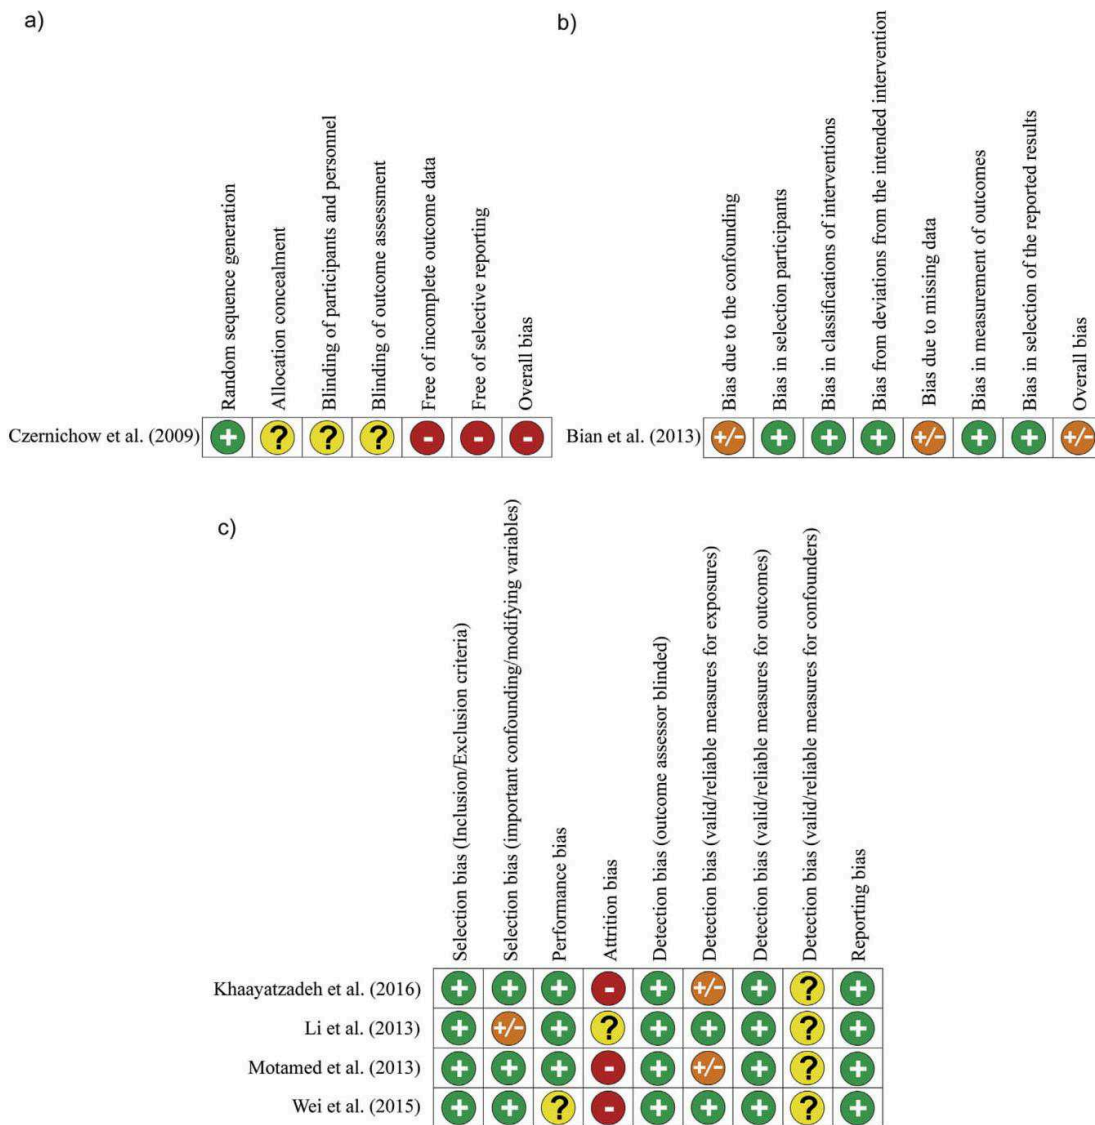 a)
Random sequence generation
Allocation concealment
Blinding of participants and personnel
Blinding of outcome assessment
Free of incomplete outcome data
Free of selective reporting
Overall bias
Czernichow et al. (2009)
+ ? ? ? - - -
b)
Bias due to the confounding
Bias in selection participants
Bias in classifications of interventions
Bias from deviations from the intended intervention
Bias due to missing data
Bias in measurement of outcomes
Bias in selection of the reported results
Overall bias
Bian et al. (2013)
+/- + + + +/- + + +/-
c)
Selection bias (Inclusion/Exclusion criteria)
Selection bias (important confounding/modifying variables)
Performance bias
Attrition bias
Detection bias (outcome assessor blinded)
Detection bias (valid/reliable measures for exposures)
Detection bias (valid/reliable measures for outcomes)
Detection bias (valid/reliable measures for confounders)
Reporting bias
Khaayatzadeh et al. (2016) + + + - + +/- + ? +
Li et al. (2013) + +/- + ? + + + ? +
Motamed et al. (2013) + + + - + +/- + ? +
Wei et al. (2015) + + ? - + + + ? +